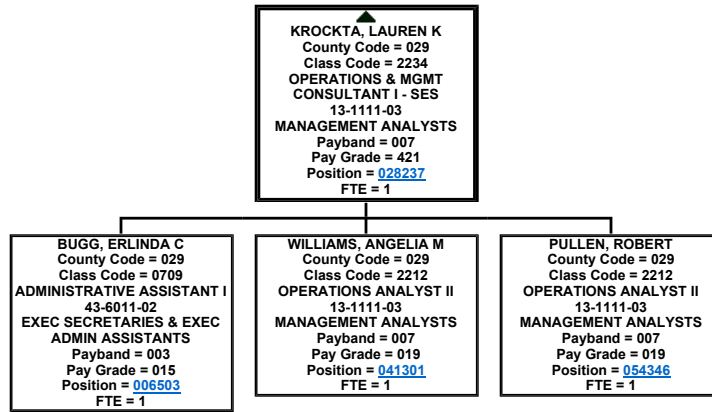 KROCKTA, LAUREN K
County Code = 029
Class Code = 2234
OPERATIONS & MGMT
CONSULTANT I - SES
13-1111-03
MANAGEMENT ANALYSTS
Payband = 007
Pay Grade = 421
Position = 028237
FTE = 1
BUGG, ERLINDA C
County Code = 029
Class Code = 0709
ADMINISTRATIVE ASSISTANT I
43-6011-02
EXEC SECRETARIES & EXEC
ADMIN ASSISTANTS
Payband = 003
Pay Grade = 015
Position = 006503
FTE = 1
WILLIAMS, ANGELIA M
County Code = 029
Class Code = 2212
OPERATIONS ANALYST II
13-1111-03
MANAGEMENT ANALYSTS
Payband = 007
Pay Grade = 019
Position = 041301
FTE = 1
PULLEN, ROBERT
County Code = 029
Class Code = 2212
OPERATIONS ANALYST II
13-1111-03
MANAGEMENT ANALYSTS
Payband = 007
Pay Grade = 019
Position = 054346
FTE = 1